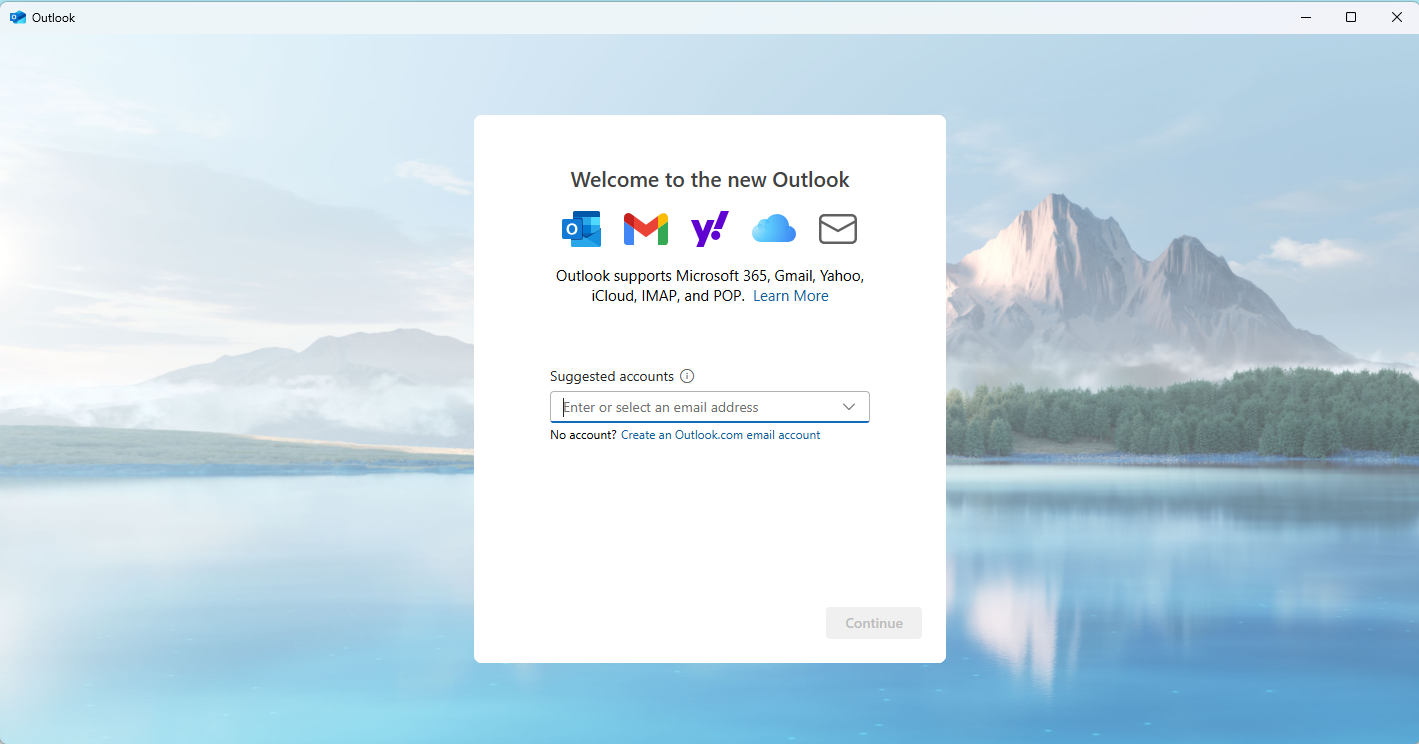 Outlook
Welcome to the new Outlook
Outlook supports Microsoft 365, Gmail, Yahoo,
iCloud, IMAP, and POP. Learn More
Suggested accounts
Enter or select an email address
No account? Create an Outlook.com email account
Continue